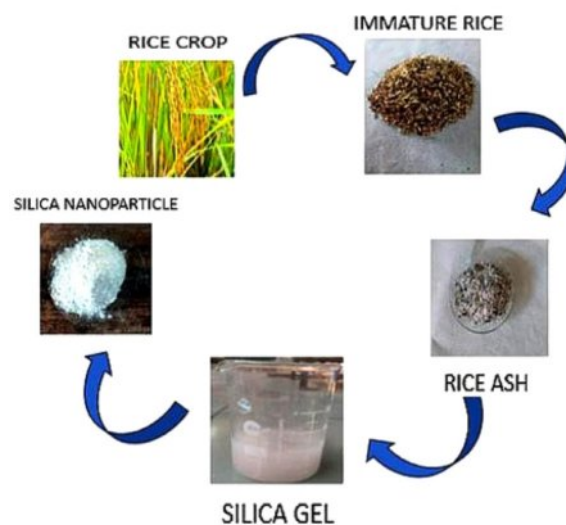 RICE CROP
IMMATURE RICE
RICE ASH
SILICA GEL
SILICA NANOPARTICLE